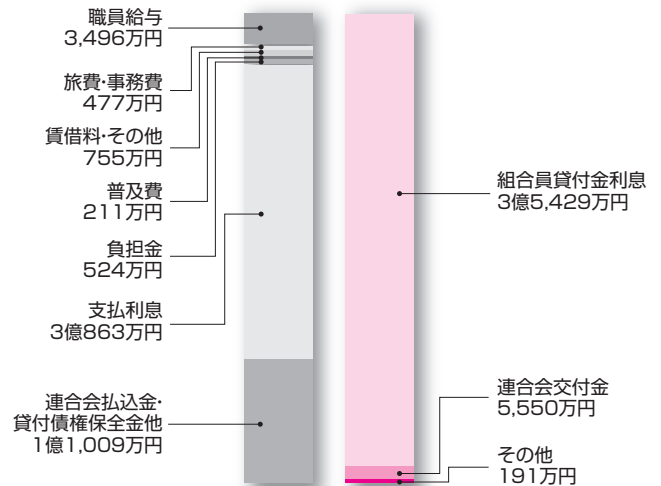 職員給与
3,496万円
旅費・事務費
477万円
賃借料・その他
755万円
普及費
211万円
負担金
524万円
支払利息
3億863万円
連合会払込金・
貸付債権保全金他
1億1,009万円
組合員貸付金利息
3億5,429万円
連合会交付金
5,550万円
その他
191万円